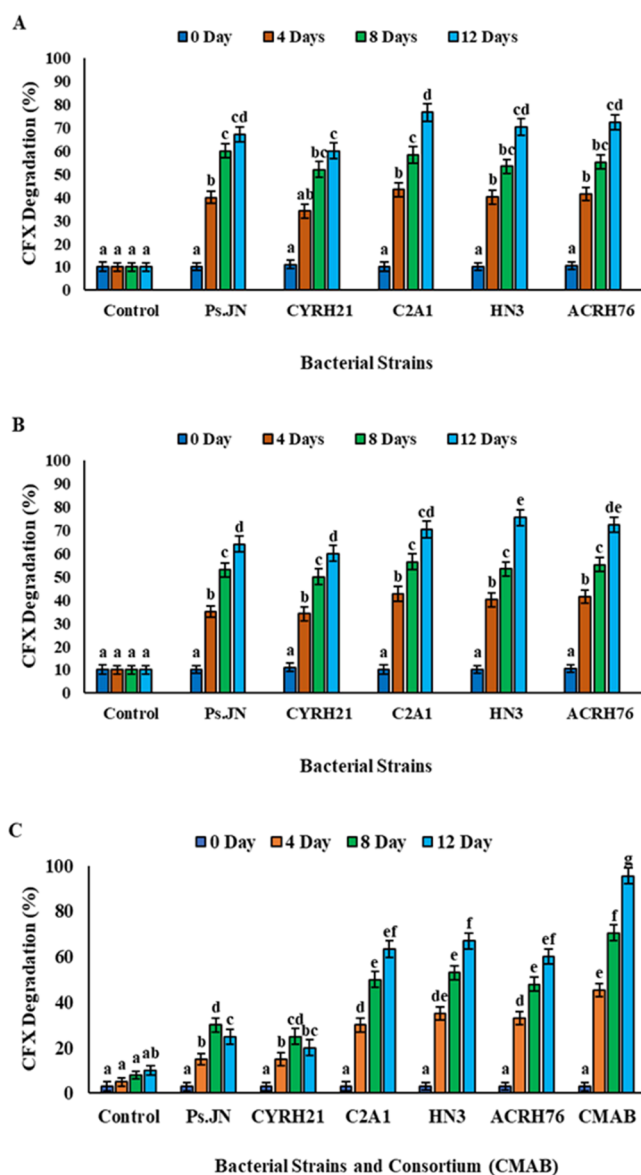 A
0 Day 4 Days 8 Days 12 Days
CFX Degradation (%)
100
90
80
70
60
50
40
30
20
10
0
a a a a
a b c cd
a ab bc c
a b c d
a b bc cd
a b bc cd
Control Ps.JN CYRH21 C2A1 HN3 ACRH76
Bacterial Strains
B
0 Day 4 Days 8 Days 12 Days
CFX Degradation (%)
100
90
80
70
60
50
40
30
20
10
0
a a a a
a b c d
a b c d
a b c cd
a b c e
a b c de
Control Ps.JN CYRH21 C2A1 HN3 ACRH76
Bacterial Strains
C
0 Day 4 Day 8 Day 12 Day
CFX Degradation (%)
100
80
60
40
20
0
a a a ab
a b d c
a b cd bc
a d e ef
a de e f
a d e ef
a e f g
Control Ps.JN CYRH21 C2A1 HN3 ACRH76 CMAB
Bacterial Strains and Consortium (CMAB)